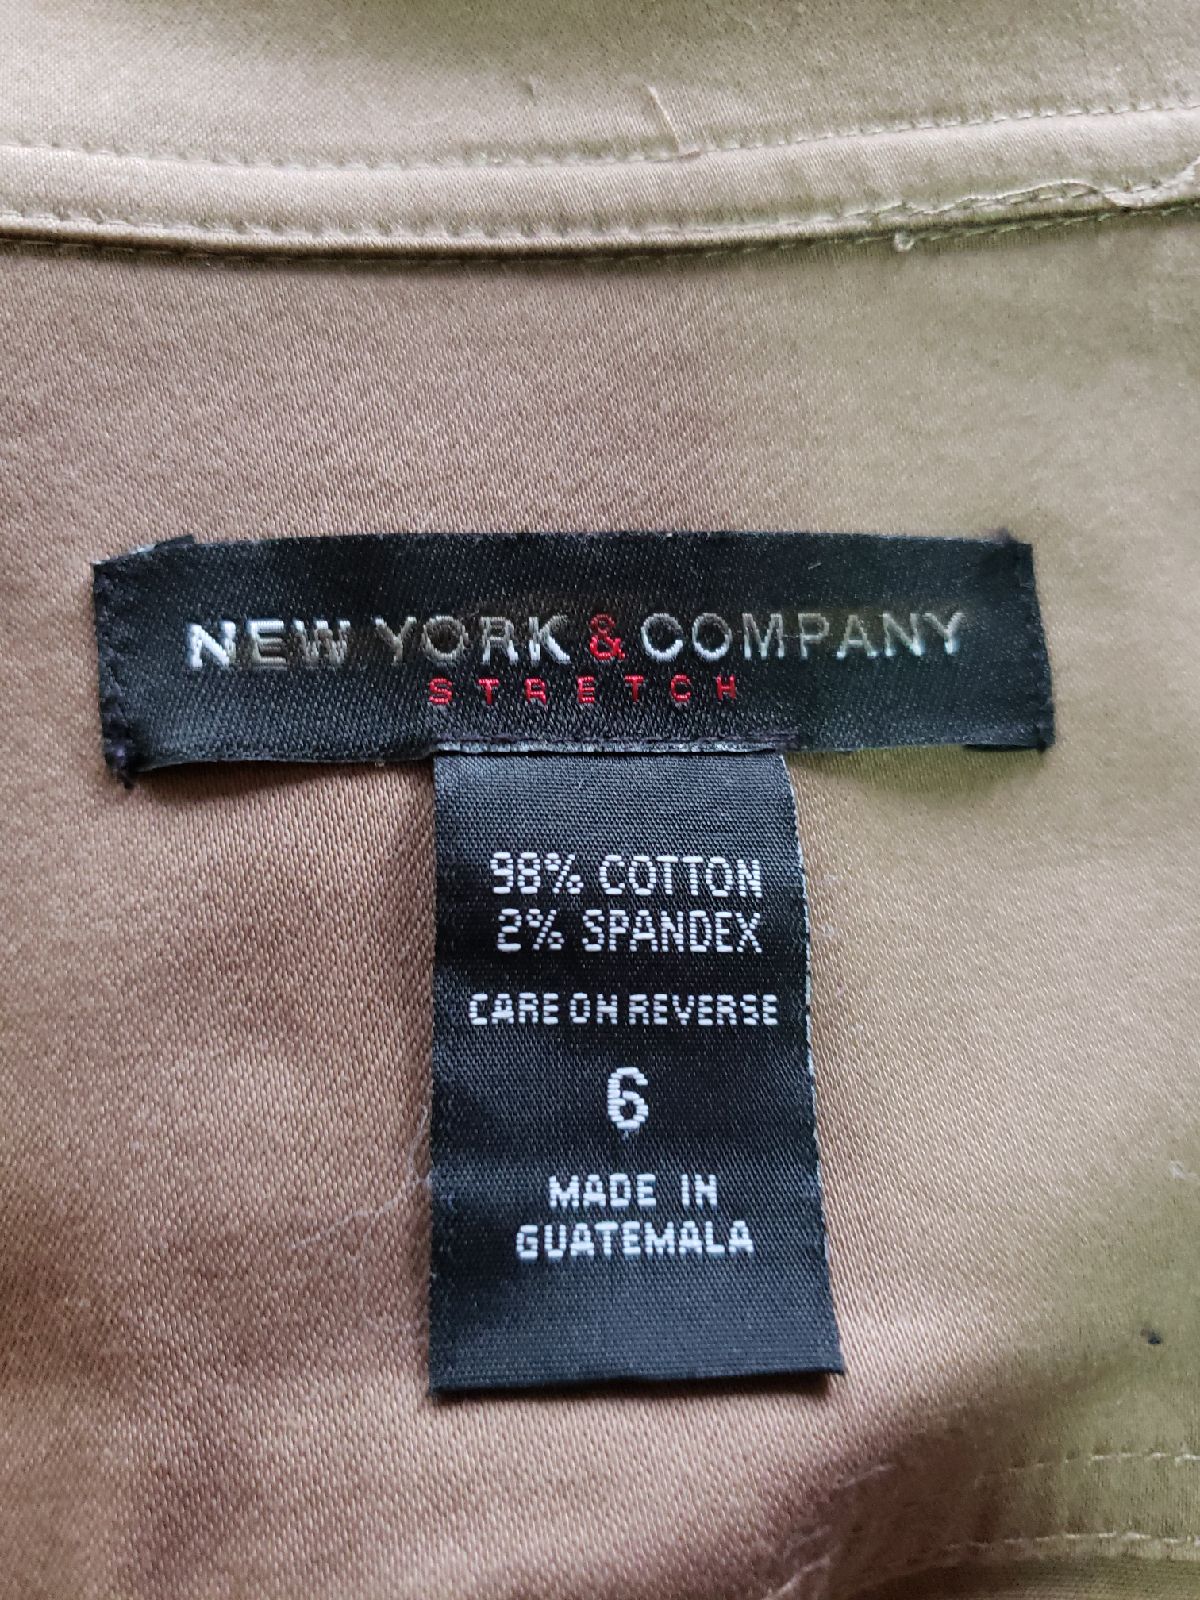 NEW YORK & COMPANY
STRETCH
98% COTTON
2% SPANDEX
CARE ON REVERSE
6
MADE IN
GUATEMALA